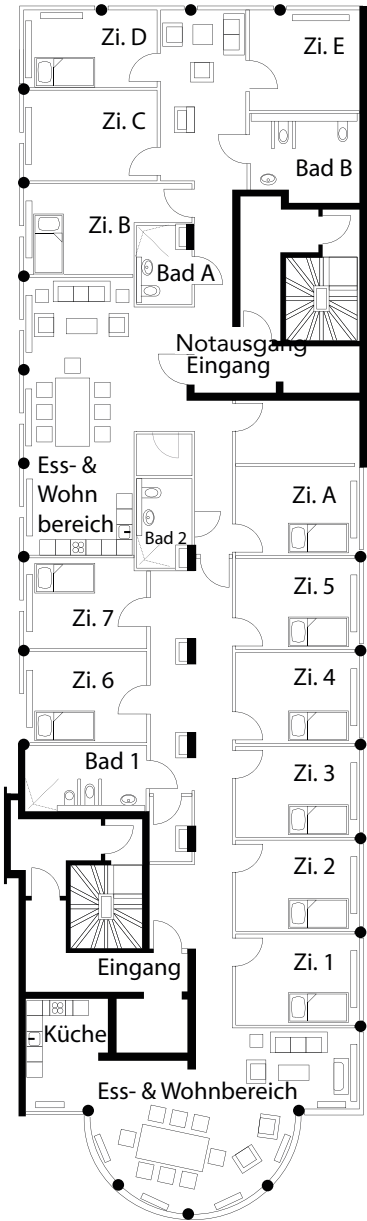 Zi. D
Zi. E
Zi. C
Bad B
Zi. B
Bad A
Notausgang
Eingang
Ess- &
Wohn
bereich
Zi. A
Bad 2
Zi. 5
Zi. 7
Zi. 4
Zi. 6
Bad 1
Zi. 3
Zi. 2
Eingang
Zi. 1
Küche
Ess- & Wohnbereich